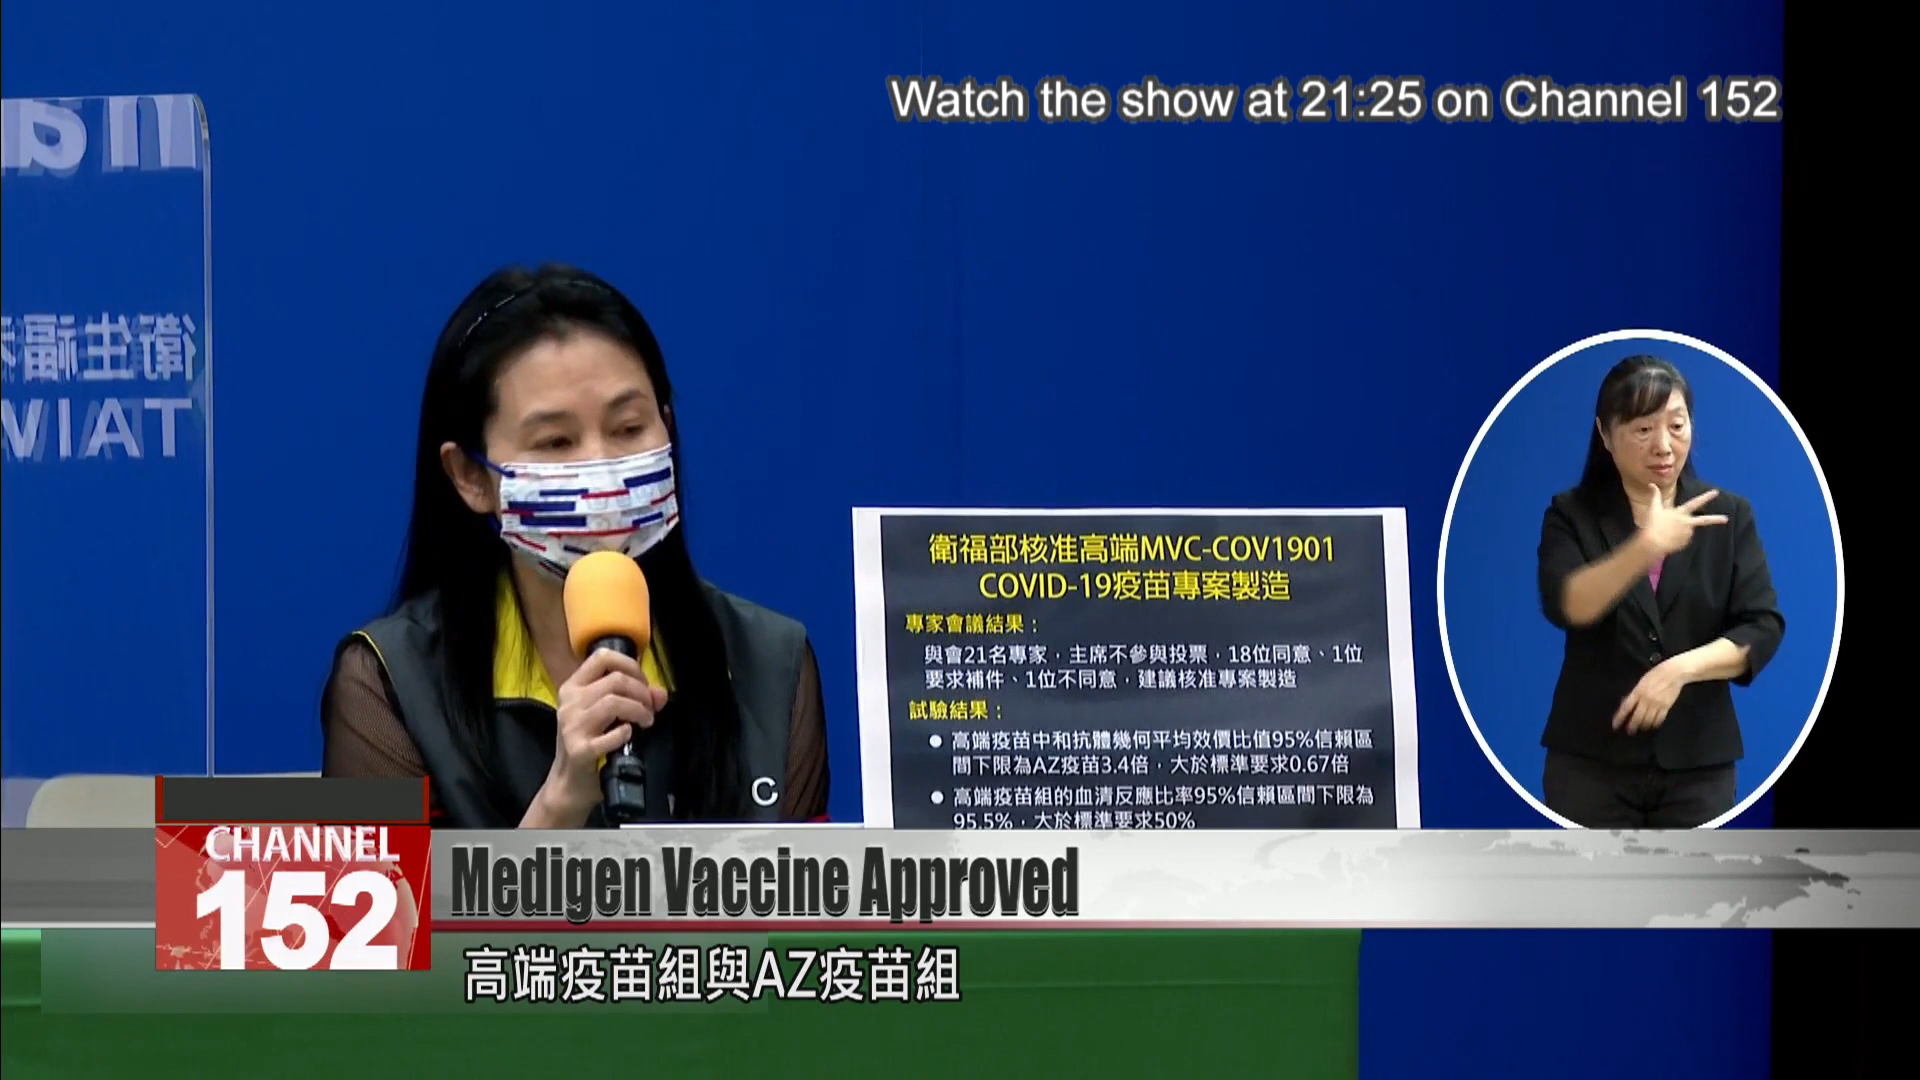 Watch the show at 21:25 on Channel 152
衛生福
TAIW
衛福部核准高端MVC-COV1901
COVID-19疫苗專案製造
專家會議結果：
與會21名專家，主席不參與投票，18位同意、1位
要求補件、1位不同意，建議核准專案製造
試驗結果：
● 高端疫苗中和抗體幾何平均效價比值95%信賴區
間下限為AZ疫苗3.4倍，大於標準要求0.67倍
● 高端疫苗組的血清反應比率95%信賴區間下限為
95.5%，大於標準要求50%
C
CHANNEL
152
Medigen Vaccine Approved
高端疫苗組與AZ疫苗組